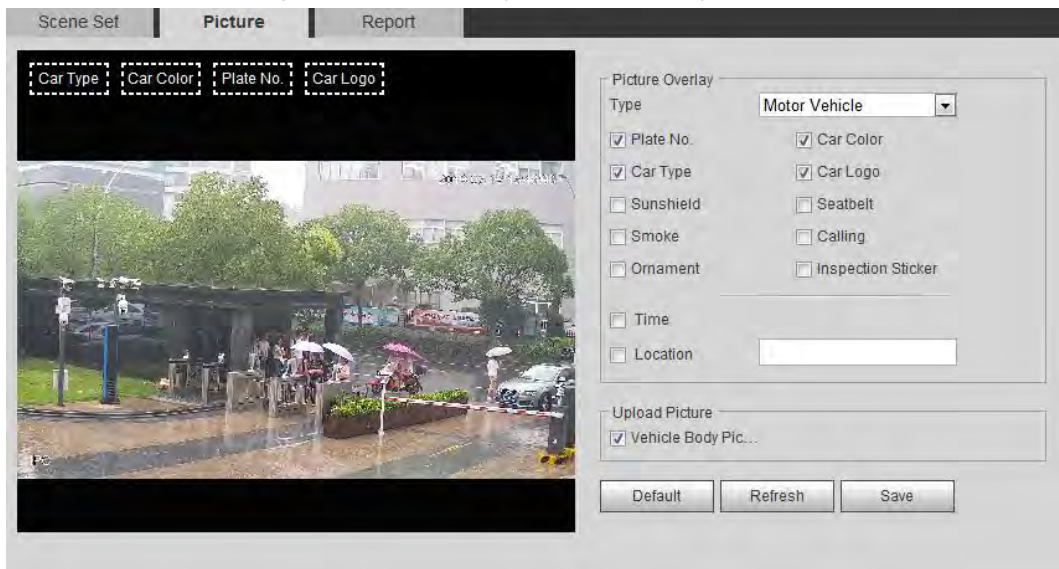 Scene Set Picture Report
Car Type Car Color Plate No. Car Logo
Picture Overlay
Type Motor Vehicle
Plate No. Car Color
Car Type Car Logo
Sunshield Seatbelt
Smoke Calling
Ornament Inspection Sticker
Time
Location
Upload Picture
Vehicle Body Pic...
Default Refresh Save